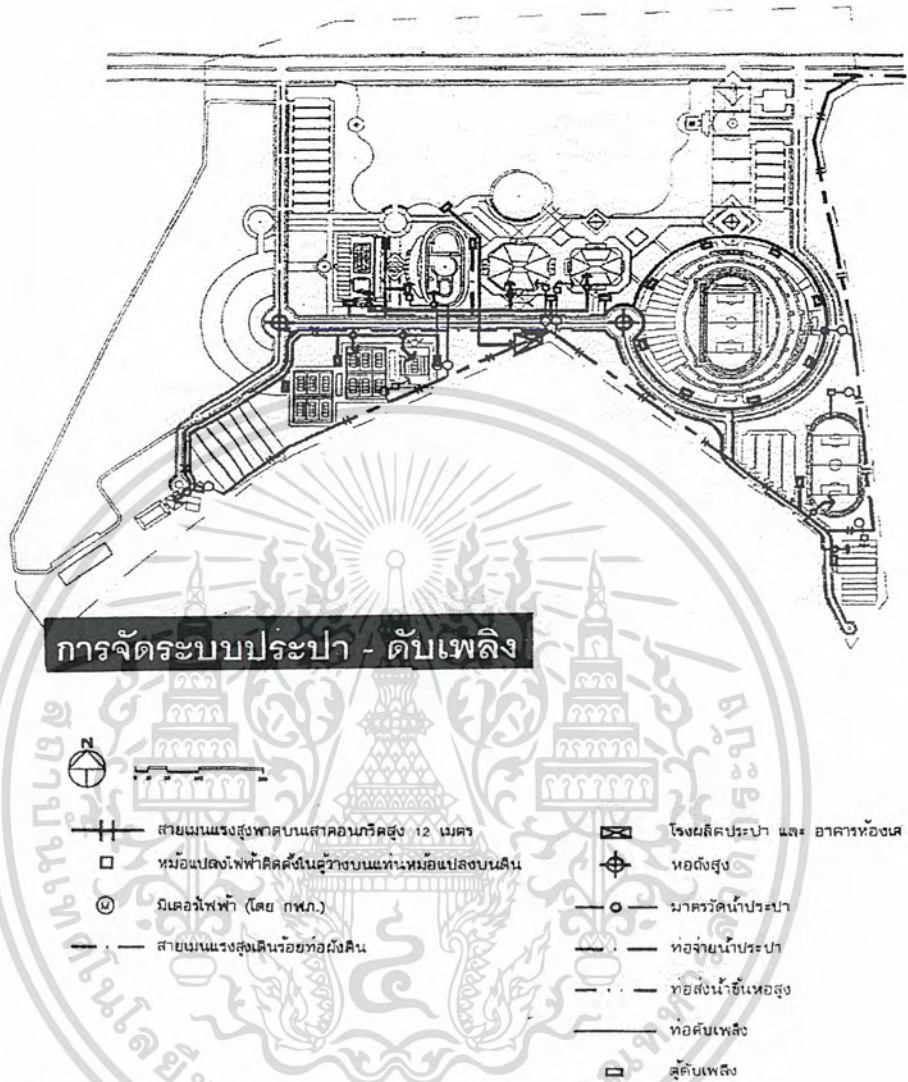 การจัดระบบประปา - ดับเพลิง
N
สายเมนแรงสูงพาดบนเสาคอนกรีตสูง 12 เมตร
หม้อแปลงไฟฟ้าติดตั้งในตู้วางบนแท่นหม้อแปลงบนดิน
M มิเตอร์ไฟฟ้า (โดย กฟภ.)
สายเมนแรงสูงเดินร้อยท่อฝังดิน
โรงผลิตประปา และ อาคารห้องเค
หอถังสูง
มาตรวัดน้ำประปา
ท่อจ่ายน้ำประปา
ท่อส่งน้ำขึ้นหอสูง
ท่อดับเพลิง
ตู้ดับเพลิง